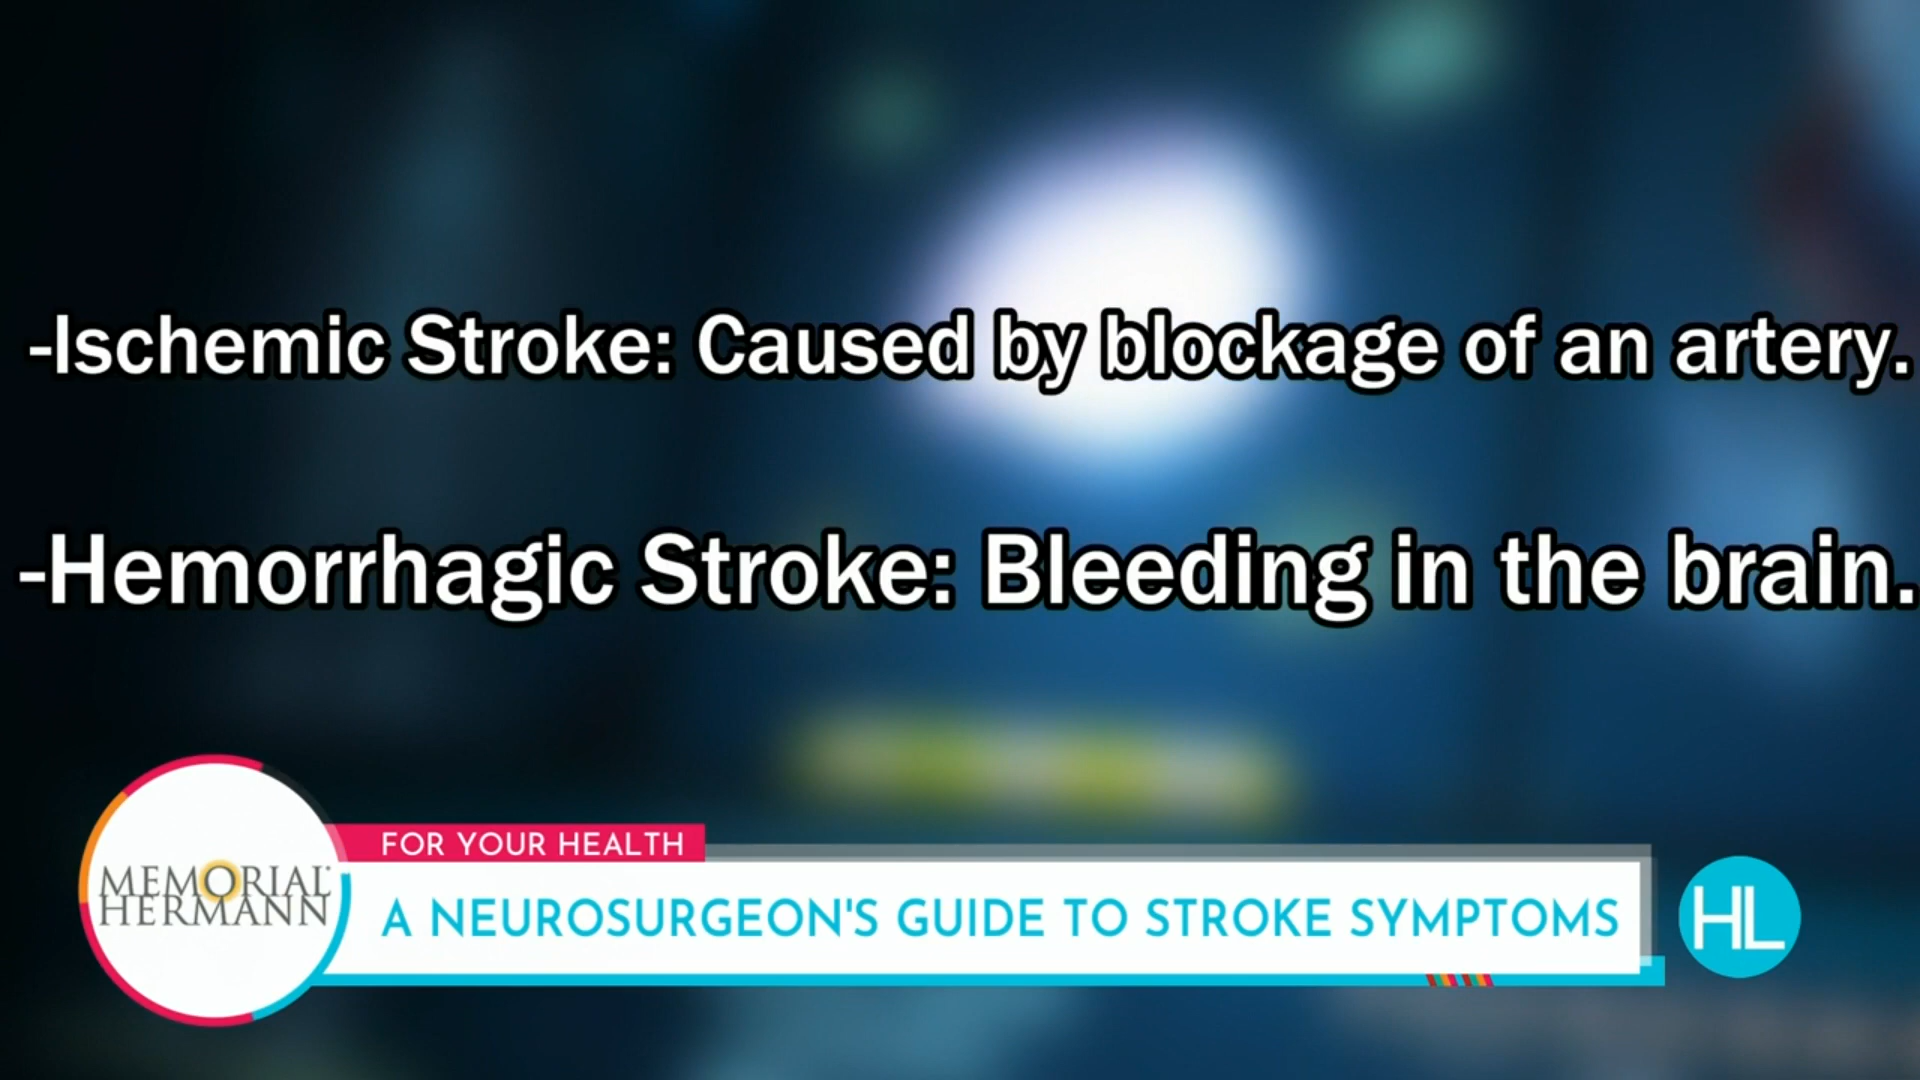 -Ischemic Stroke: Caused by blockage of an artery.
-Hemorrhagic Stroke: Bleeding in the brain.
FOR YOUR HEALTH
MEMORIAL
HERMANN
A NEUROSURGEON'S GUIDE TO STROKE SYMPTOMS
HL